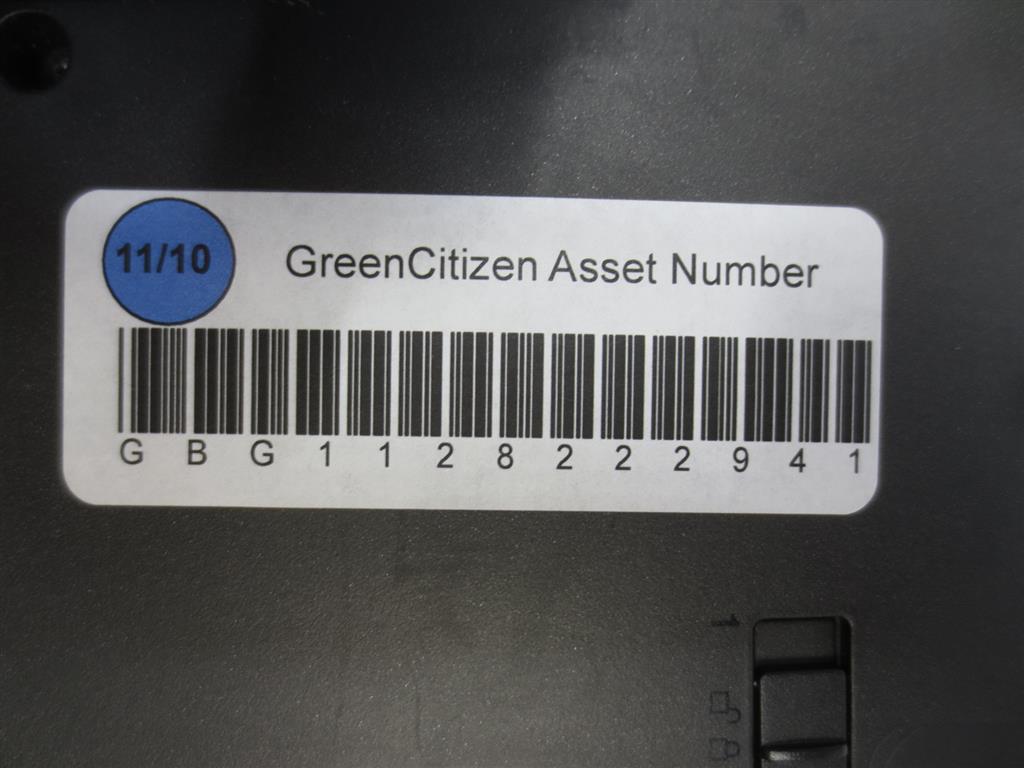 11/10
GreenCitizen Asset Number
G B G 1 1 2 8 2 2 2 9 4 1